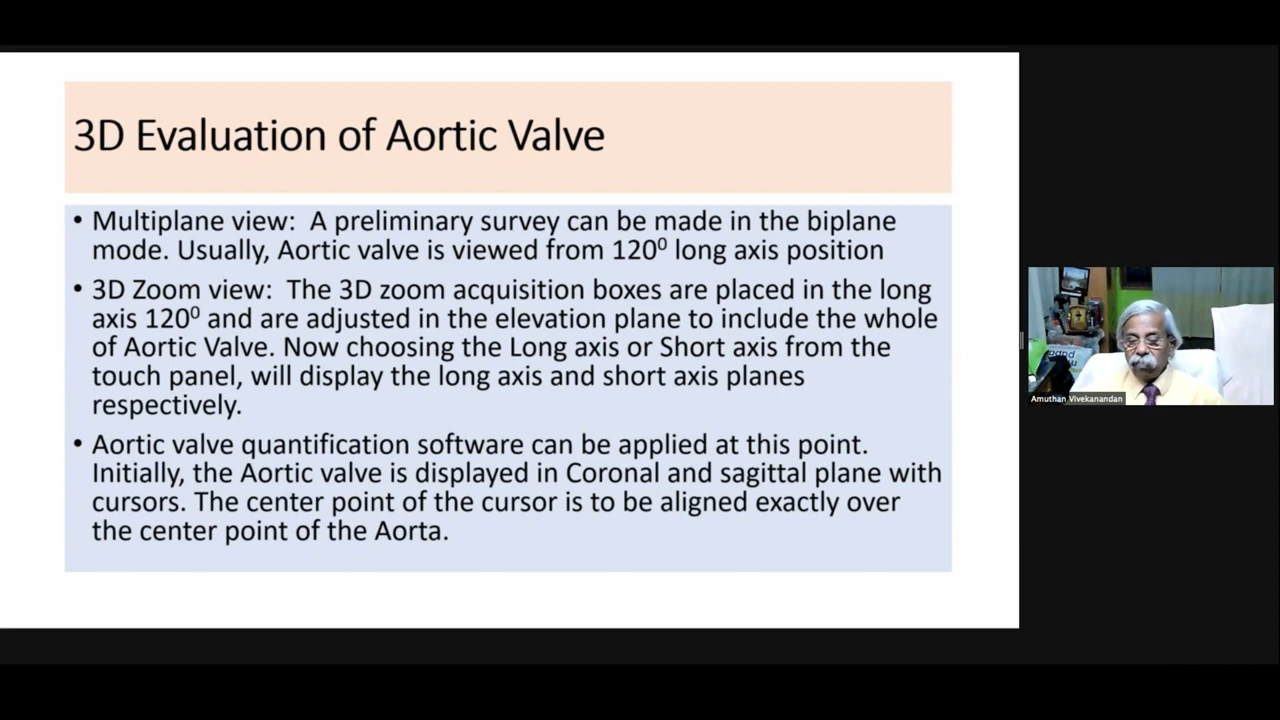 3D Evaluation of Aortic Valve
• Multiplane view:  A preliminary survey can be made in the biplane
mode. Usually, Aortic valve is viewed from 120⁰ long axis position
• 3D Zoom view:  The 3D zoom acquisition boxes are placed in the long
axis 120⁰ and are adjusted in the elevation plane to include the whole
of Aortic Valve. Now choosing the Long axis or Short axis from the
touch panel, will display the long axis and short axis planes
respectively.
• Aortic valve quantification software can be applied at this point.
Initially, the Aortic valve is displayed in Coronal and sagittal plane with
cursors. The center point of the cursor is to be aligned exactly over
the center point of the Aorta.
Amuthan Vivekanandan